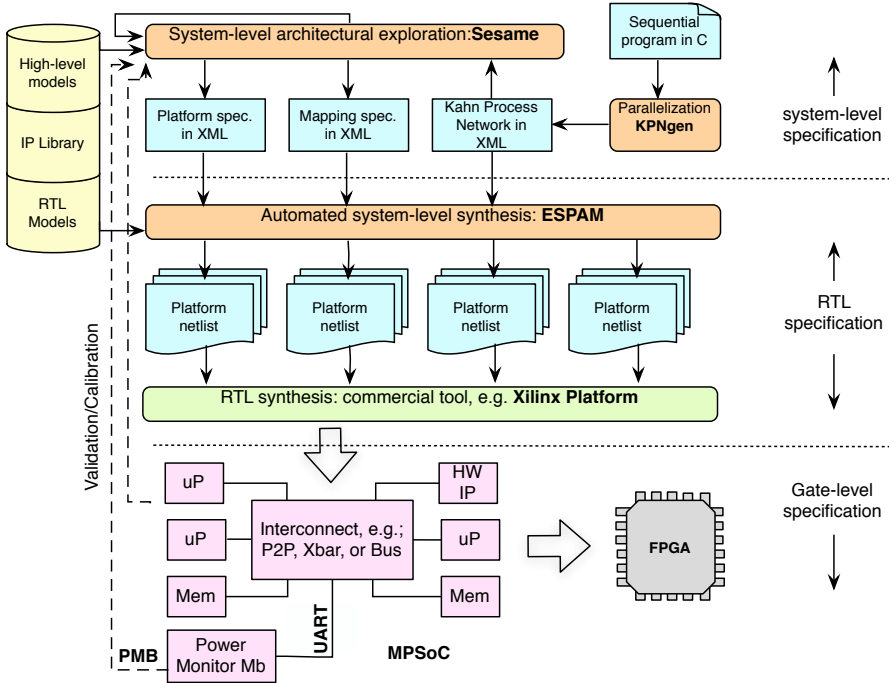 System-level architectural exploration:Sesame
Sequential
program in C
High-level
models
IP Library
RTL
Models
Platform spec.
in XML
Mapping spec.
in XML
Kahn Process
Network in
XML
Parallelization
KPNgen
system-level
specification
Automated system-level synthesis: ESPAM
Platform
netlist
Platform
netlist
Platform
netlist
Platform
netlist
RTL
specification
RTL synthesis: commercial tool, e.g. Xilinx Platform
Validation/Calibration
uP
HW
IP
uP
Interconnect, e.g.;
P2P, Xbar, or Bus
uP
Mem
Mem
FPGA
Gate-level
specification
UART
PMB
Power
Monitor Mb
MPSoC